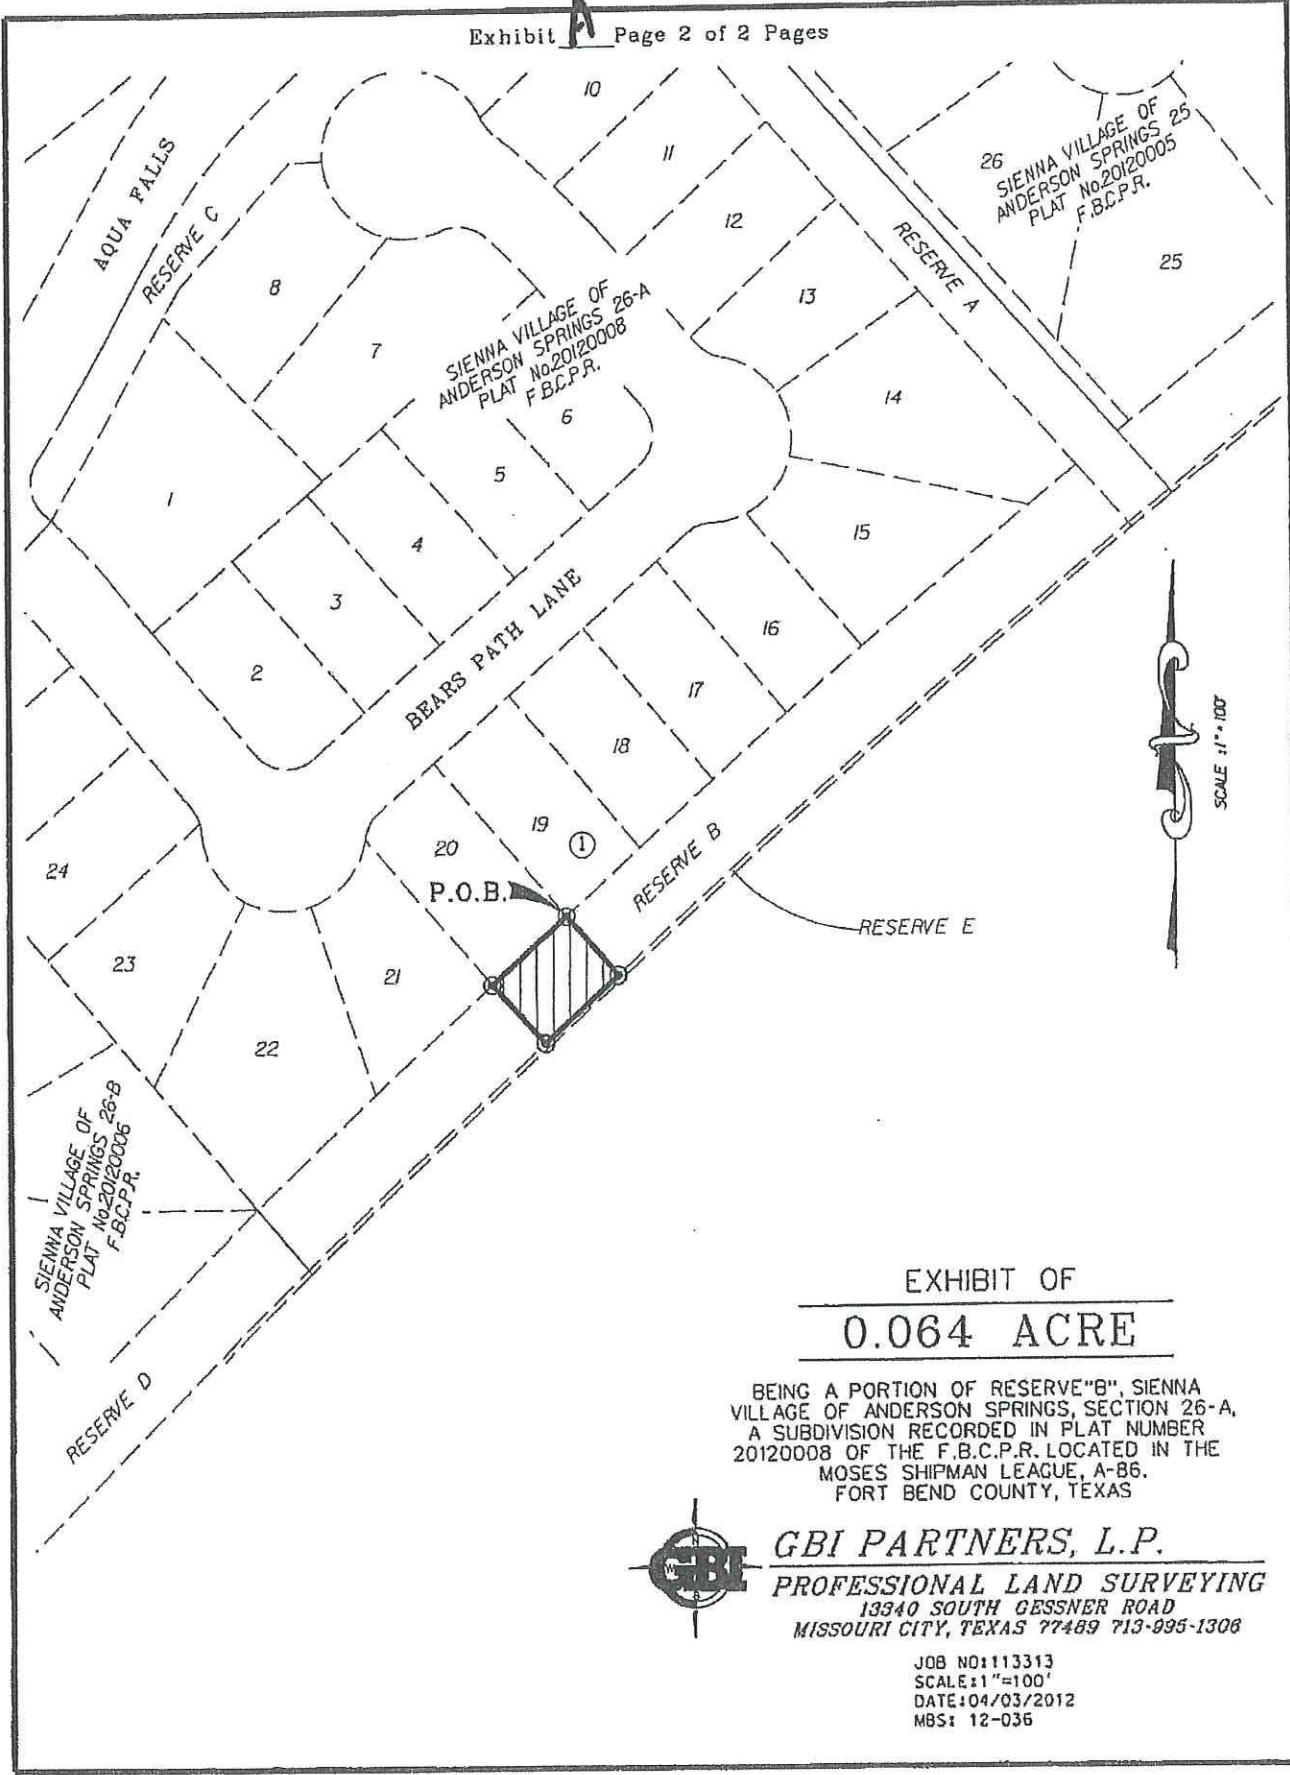 Exhibit A Page 2 of 2 Pages
10
11
12
13
14
15
16
17
18
19
1
20
21
22
23
24
1
2
3
4
5
6
7
8
26
25
AQUA FALLS
RESERVE C
RESERVE A
SIENNA VILLAGE OF
ANDERSON SPRINGS 25
PLAT No.20120005
F.B.C.P.R.
SIENNA VILLAGE OF
ANDERSON SPRINGS 26-A
PLAT No.20120008
F.B.C.P.R.
BEARS PATH LANE
SCALE :1"=100'
P.O.B.
RESERVE B
RESERVE E
SIENNA VILLAGE OF
ANDERSON SPRINGS 26-B
PLAT No.20120006
F.B.C.P.R.
RESERVE D
EXHIBIT OF
0.064 ACRE
BEING A PORTION OF RESERVE"B", SIENNA
VILLAGE OF ANDERSON SPRINGS, SECTION 26-A,
A SUBDIVISION RECORDED IN PLAT NUMBER
20120008 OF THE F.B.C.P.R. LOCATED IN THE
MOSES SHIPMAN LEAGUE, A-86.
FORT BEND COUNTY, TEXAS
GBI
GBI PARTNERS, L.P.
PROFESSIONAL LAND SURVEYING
13340 SOUTH GESSNER ROAD
MISSOURI CITY, TEXAS 77489 713-995-1306
JOB NO:113313
SCALE:1"=100'
DATE:04/03/2012
MBS: 12-036